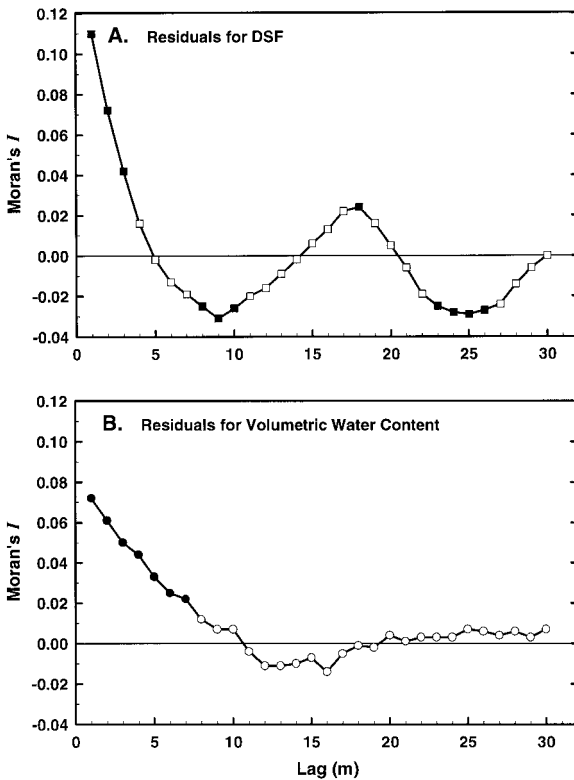 A. Residuals for DSF
0.12
0.10
0.08
0.06
0.04
0.02
0.00
-0.02
-0.04
Moran's I
0 5 10 15 20 25 30
B. Residuals for Volumetric Water Content
0.12
0.10
0.08
0.06
0.04
0.02
0.00
-0.02
-0.04
Moran's I
0 5 10 15 20 25 30
Lag (m)